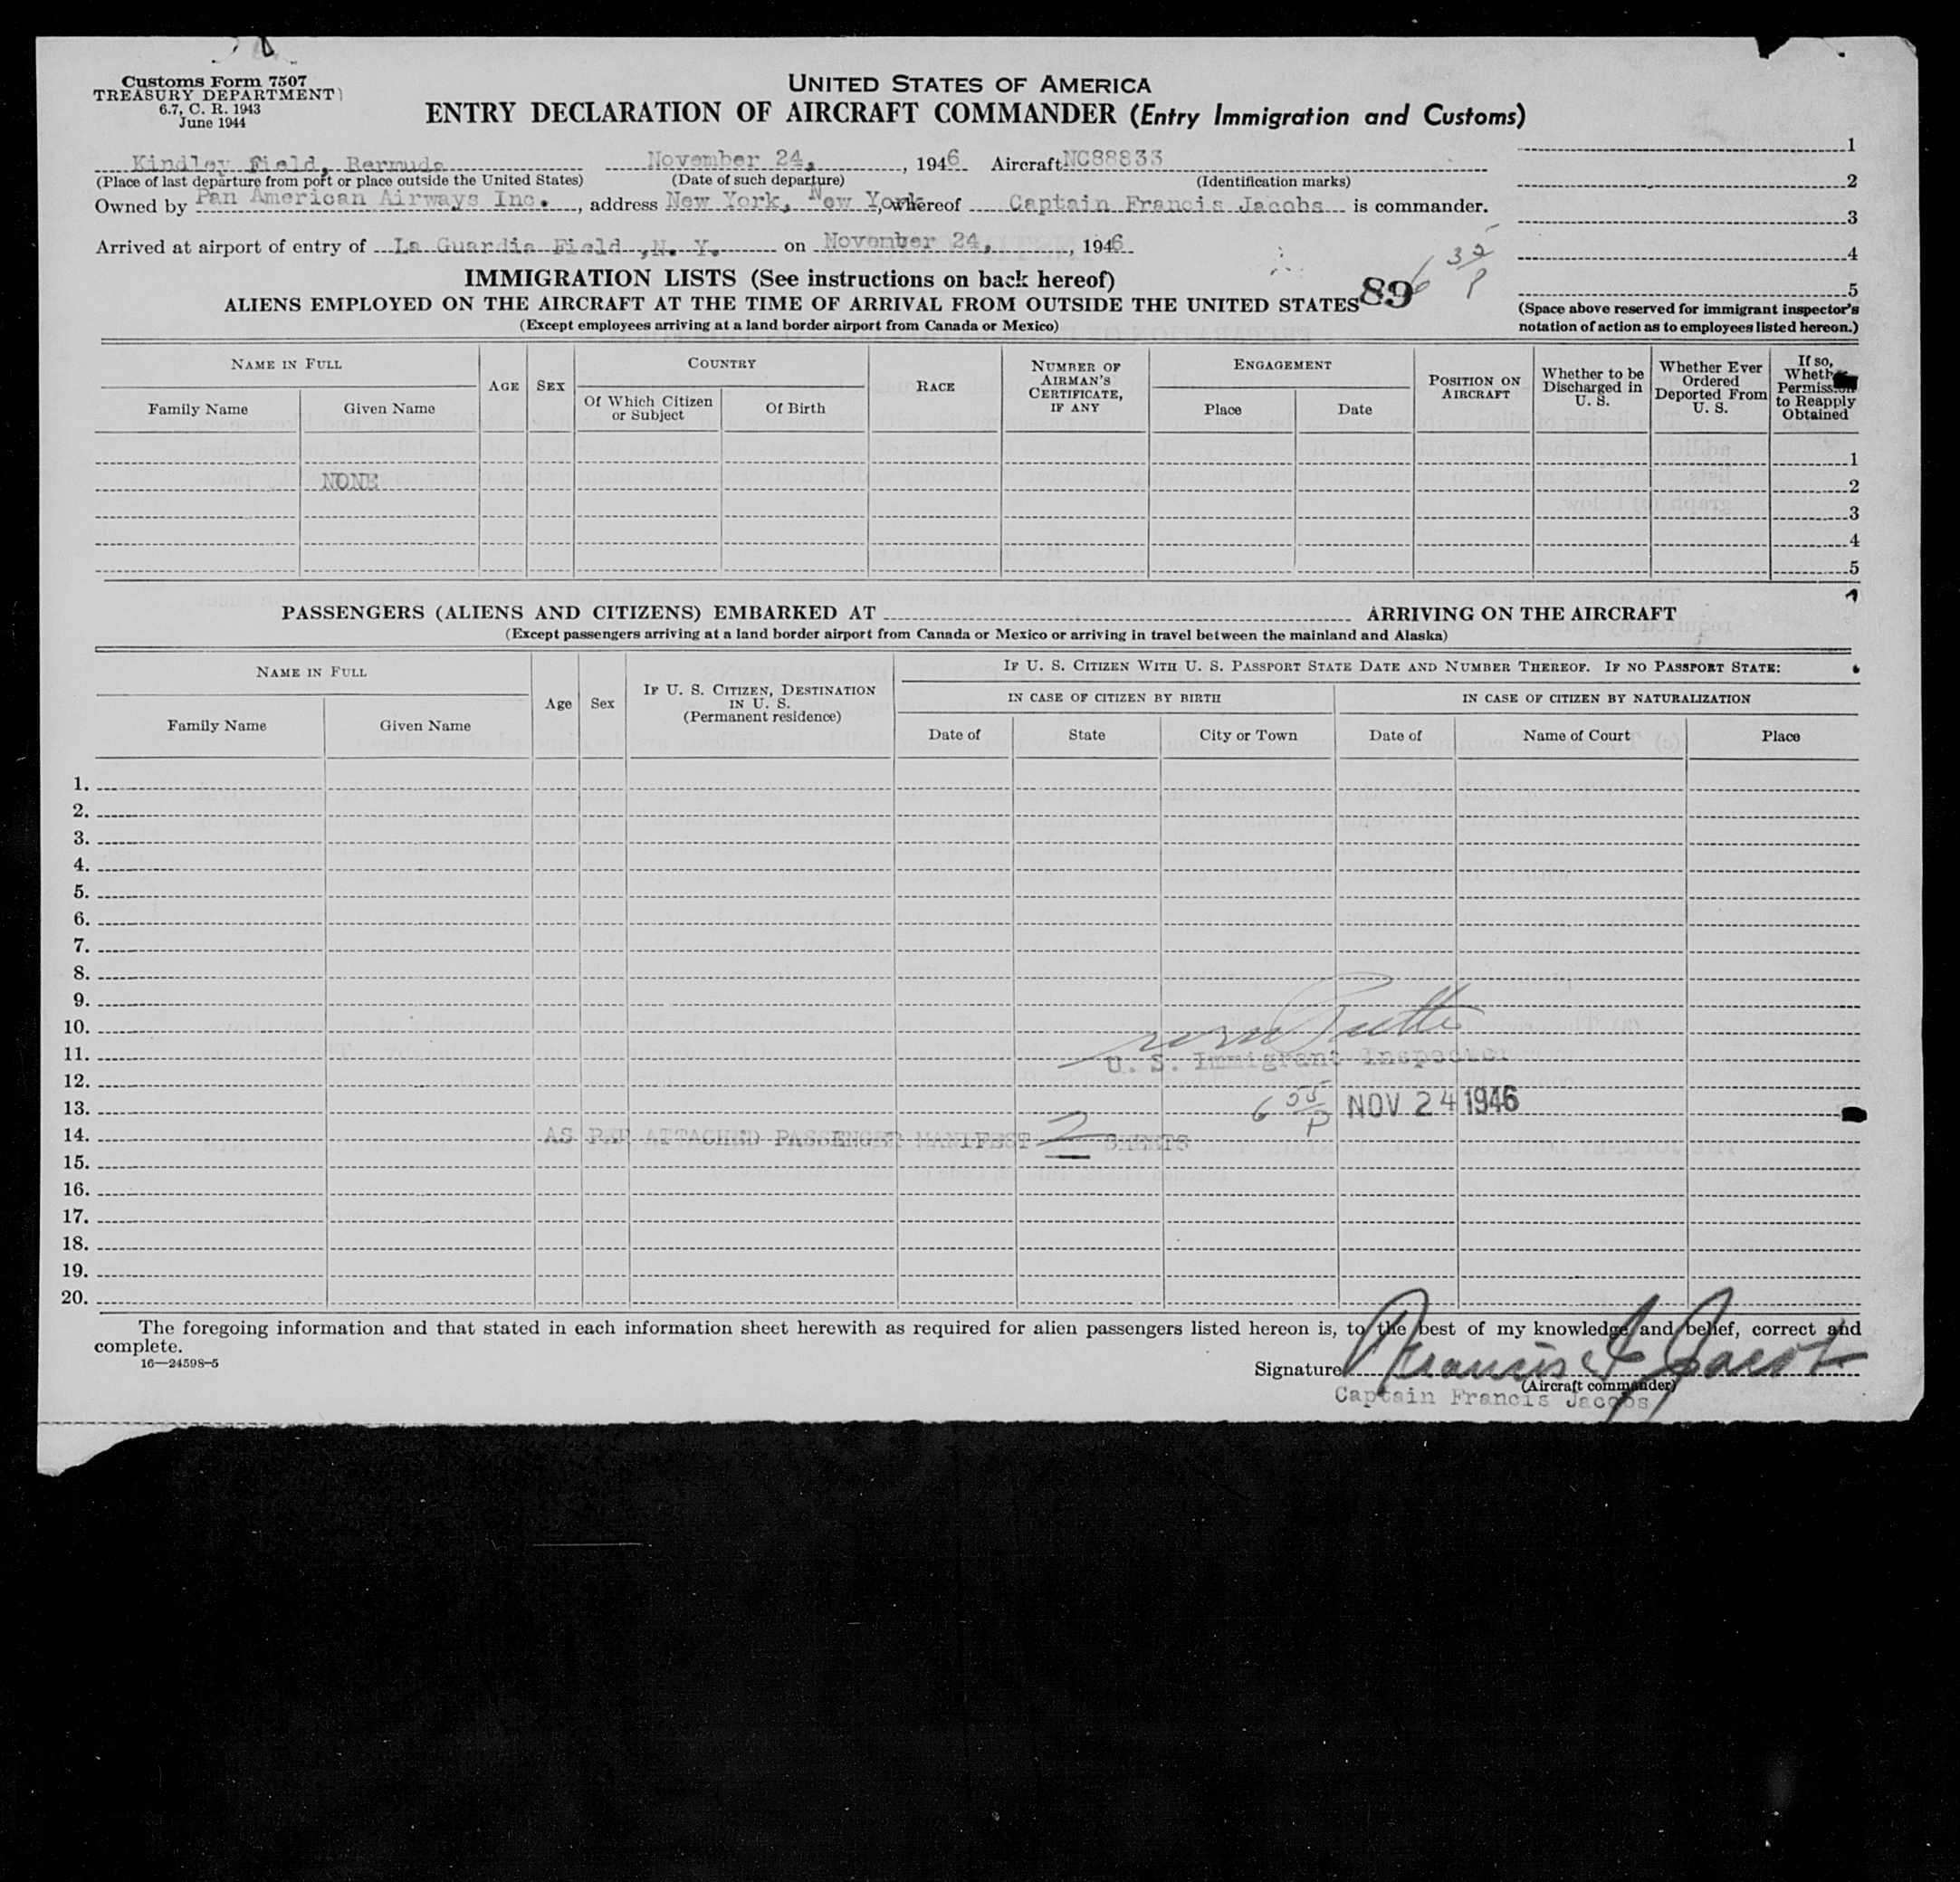 Customs Form 7507
TREASURY DEPARTMENT
6.7, C. R. 1943
June 1944
UNITED STATES OF AMERICA
ENTRY DECLARATION OF AIRCRAFT COMMANDER (Entry Immigration and Customs)
Kindley Field, Bermuda November 24, , 1946 Aircraft NC88833
(Place of last departure from port or place outside the United States) (Date of such departure) (Identification marks)
Owned by Pan American Airways Inc. , address New York, New York , whereof Captain Francis Jacobs is commander.
Arrived at airport of entry of La Guardia Field ,N. Y. on November 24, , 1946
1
2
3
4
5
(Space above reserved for immigrant inspector's
notation of action as to employees listed hereon.)
IMMIGRATION LISTS (See instructions on back hereof)
6 35 P
ALIENS EMPLOYED ON THE AIRCRAFT AT THE TIME OF ARRIVAL FROM OUTSIDE THE UNITED STATES 89
(Except employees arriving at a land border airport from Canada or Mexico)
NAME IN FULL
Family Name
Given Name
AGE
SEX
COUNTRY
Of Which Citizen
or Subject
Of Birth
RACE
NUMBER OF
AIRMAN'S
CERTIFICATE,
IF ANY
ENGAGEMENT
Place
Date
POSITION ON
AIRCRAFT
Whether to be
Discharged in
U. S.
Whether Ever
Ordered
Deported From
U. S.
If so,
Whether
Permission
to Reapply
Obtained
1
NONE 2
3
4
5
PASSENGERS (ALIENS AND CITIZENS) EMBARKED AT ARRIVING ON THE AIRCRAFT
(Except passengers arriving at a land border airport from Canada or Mexico or arriving in travel between the mainland and Alaska)
NAME IN FULL
Family Name
Given Name
Age
Sex
IF U. S. CITIZEN, DESTINATION
IN U. S.
(Permanent residence)
IF U. S. CITIZEN WITH U. S. PASSPORT STATE DATE AND NUMBER THEREOF. IF NO PASSPORT STATE:
IN CASE OF CITIZEN BY BIRTH
Date of
State
City or Town
IN CASE OF CITIZEN BY NATURALIZATION
Date of
Name of Court
Place
1.
2.
3.
4.
5.
6.
7.
8.
9.
10.
11. U. S. Immigrant Inspector
12.
13. 6 55 P NOV 24 1946
14. AS PER ATTACHED PASSENGER MANIFEST 2 SHEETS
15.
16.
17.
18.
19.
20.
The foregoing information and that stated in each information sheet herewith as required for alien passengers listed hereon is, to the best of my knowledge and belief, correct and
complete.
16—24598-5
Signature Francis Jacobs
(Aircraft commander)
Captain Francis Jacobs